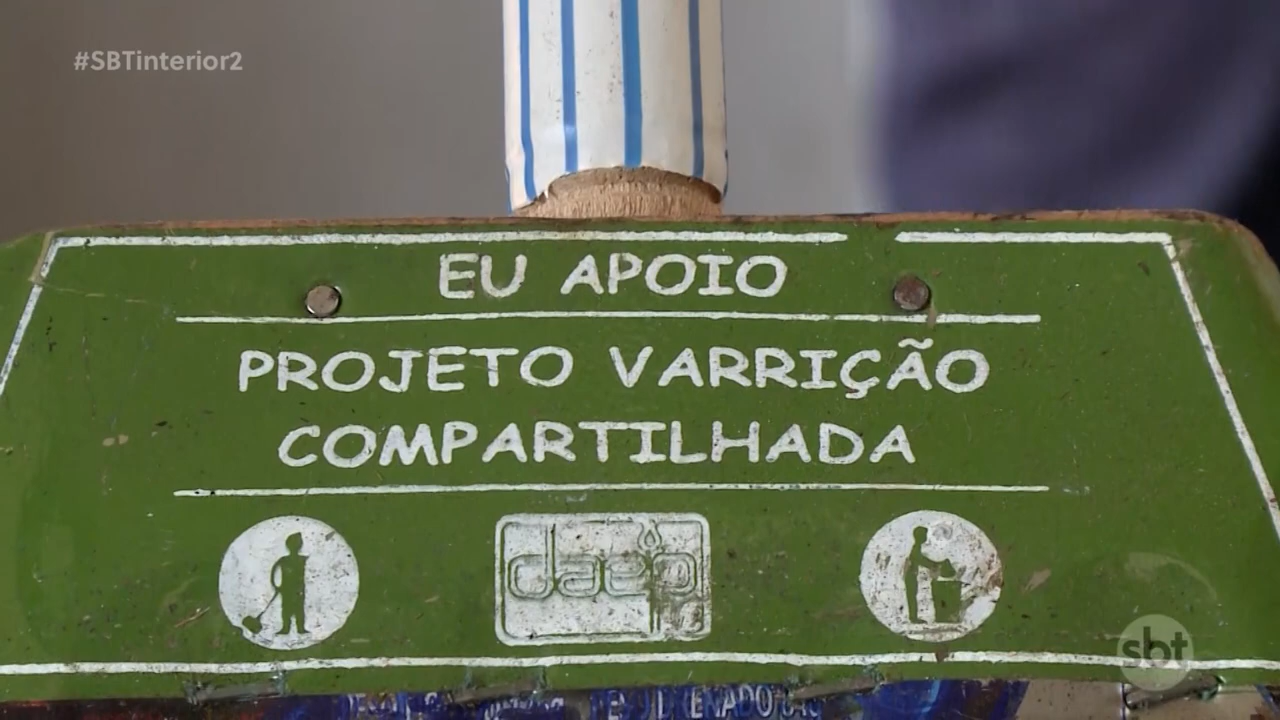 #SBTinterior2
EU APOIO
PROJETO VARRIÇÃO
COMPARTILHADA
daep
sbt